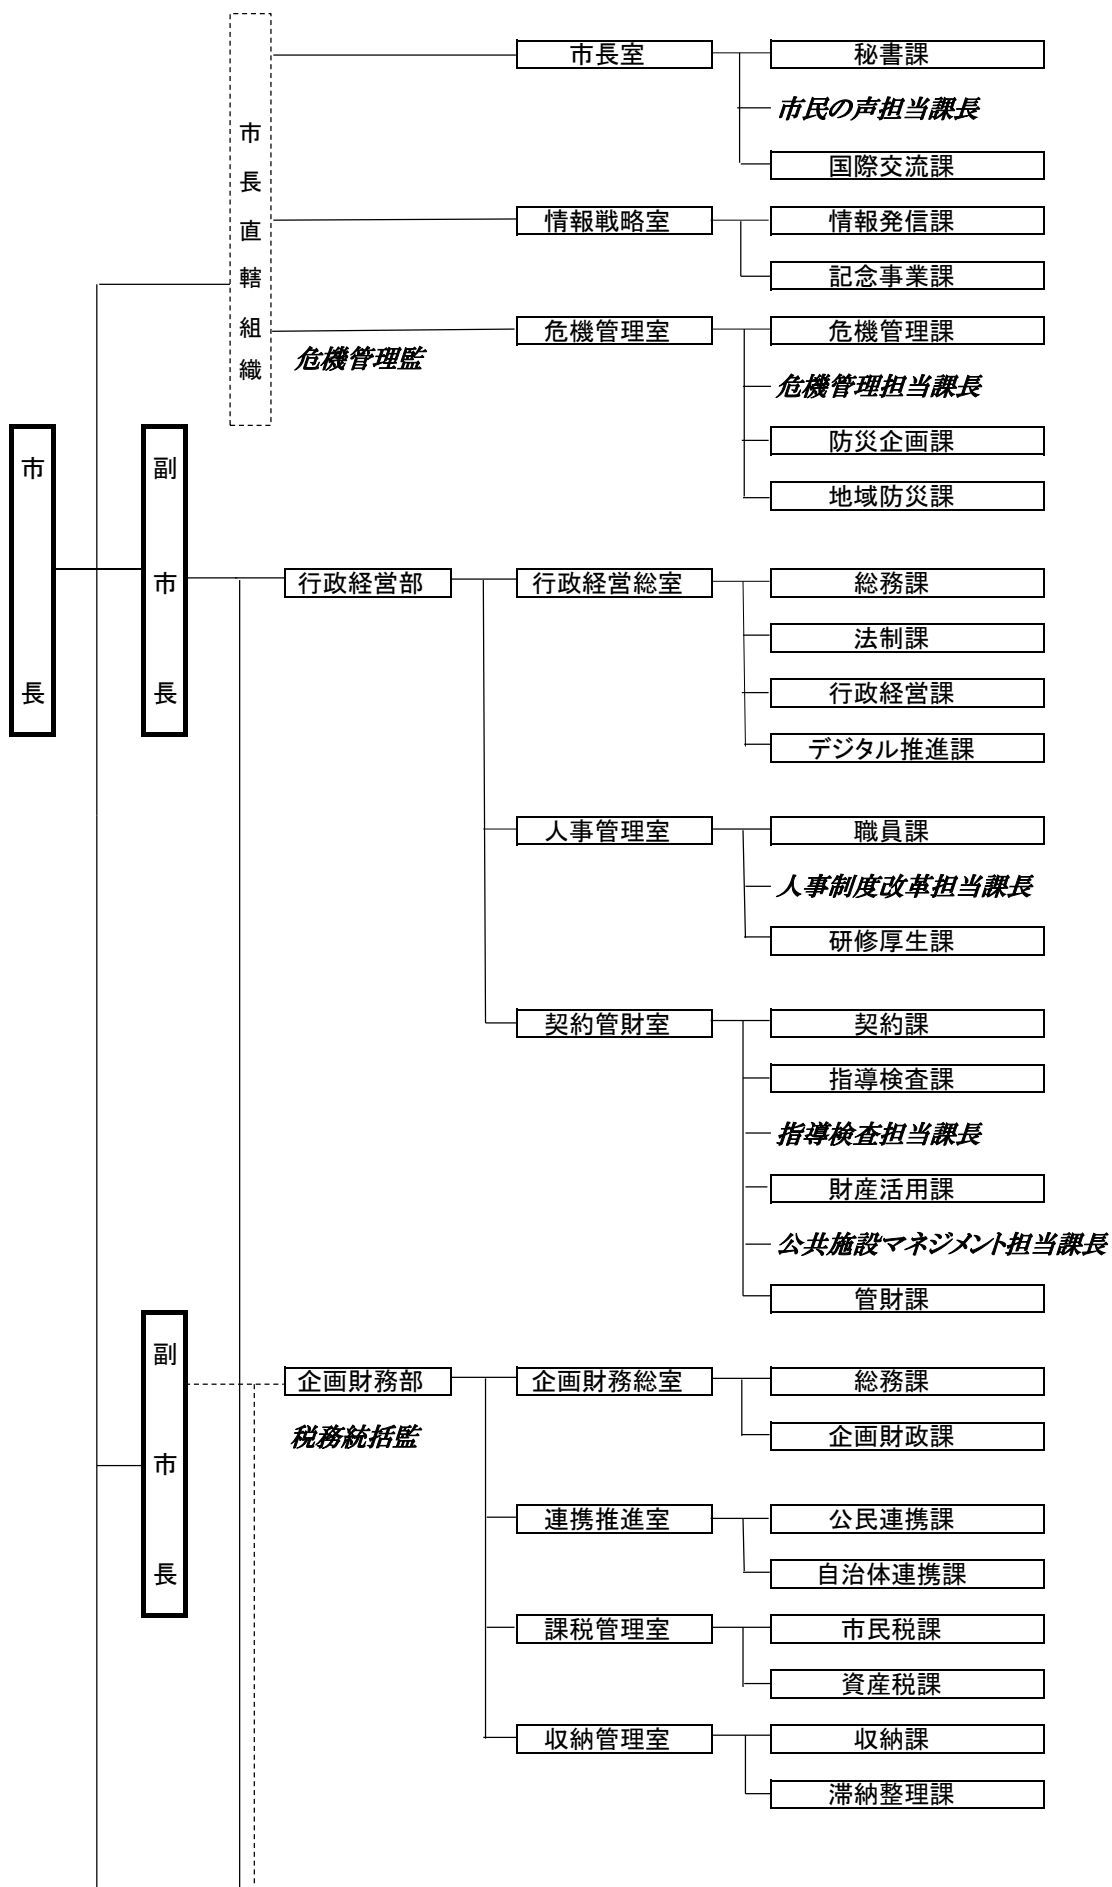 市長直轄組織
市長室
秘書課
市民の声担当課長
国際交流課
情報戦略室
情報発信課
記念事業課
危機管理監
危機管理室
危機管理課
危機管理担当課長
防災企画課
地域防災課
市長
副市長
行政経営部
行政経営総室
総務課
法制課
行政経営課
デジタル推進課
人事管理室
職員課
人事制度改革担当課長
研修厚生課
契約管財室
契約課
指導検査課
指導検査担当課長
財産活用課
公共施設マネジメント担当課長
管財課
副市長
企画財務部
税務統括監
企画財務総室
総務課
企画財政課
連携推進室
公民連携課
自治体連携課
課税管理室
市民税課
資産税課
収納管理室
収納課
滞納整理課